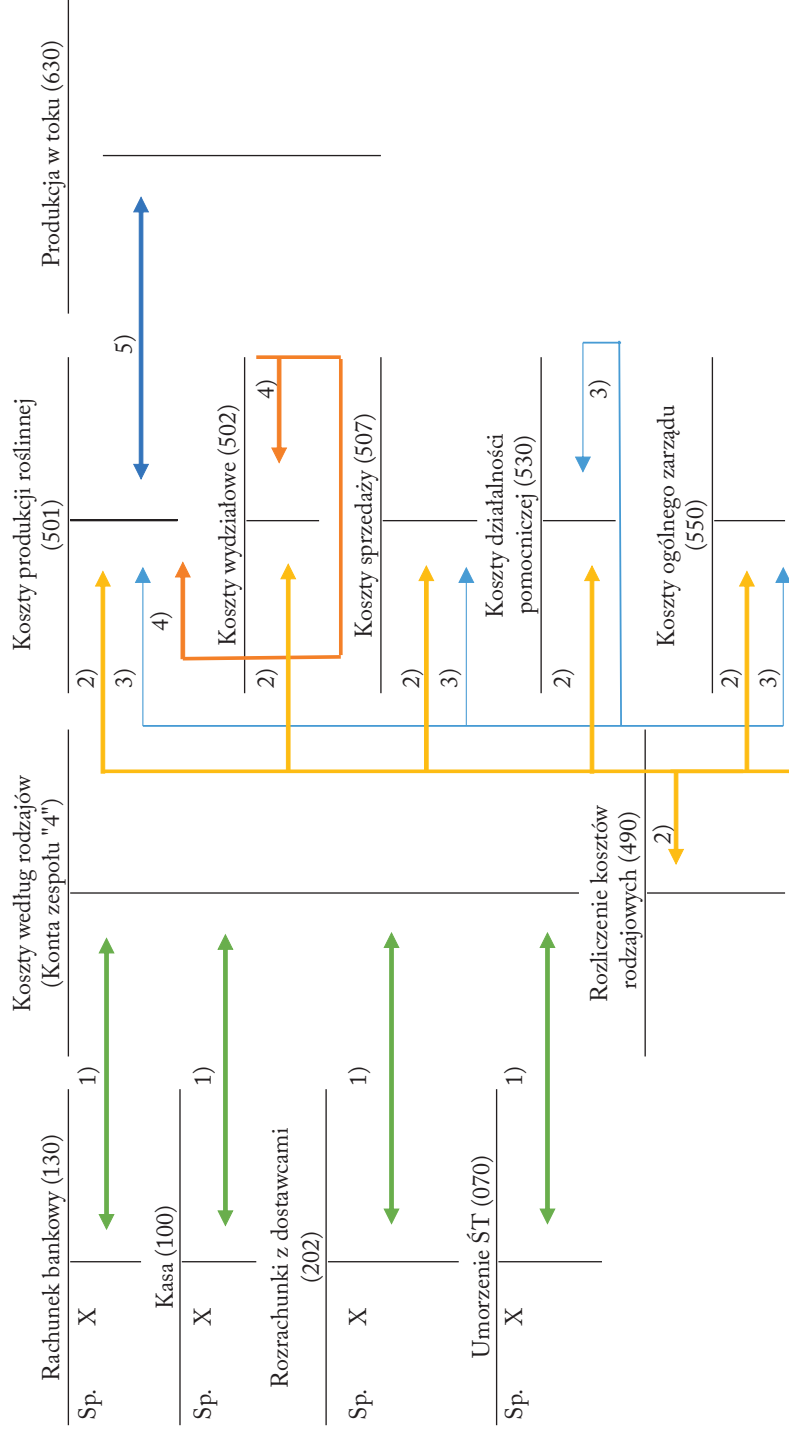 Rachunek bankowy (130)
Sp. X
1)
Kasa (100)
Sp. X
1)
Rozrachunki z dostawcami
(202)
Sp. X
1)
Umorzenie ŚT (070)
Sp. X
1)
Koszty według rodzajów
(Konta zespołu "4")
Rozliczenie kosztów
rodzajowych (490)
2)
Koszty produkcji roślinnej
(501)
2)
3)
4)
5)
Koszty wydziałowe (502)
2)
4)
Koszty sprzedaży (507)
2)
3)
Koszty działalności
pomocniczej (530)
2)
3)
Koszty ogólnego zarządu
(550)
2)
3)
Produkcja w toku (630)